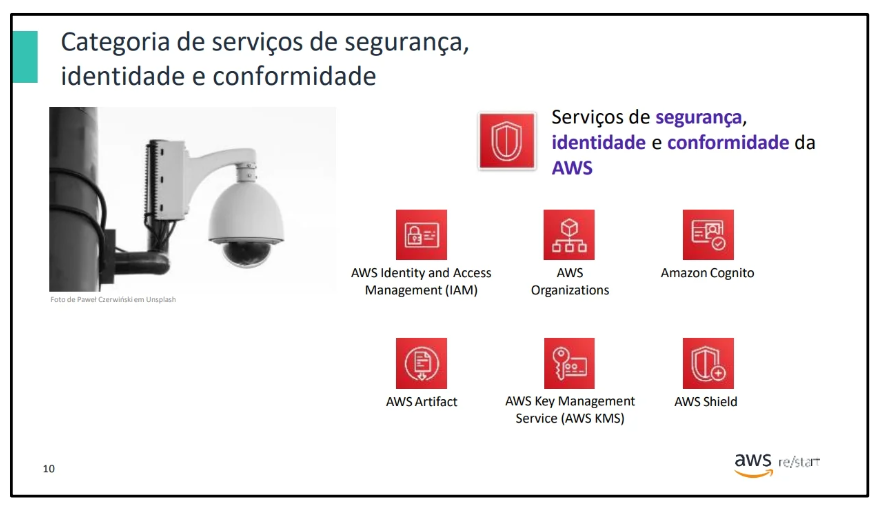 Categoria de serviços de segurança,
identidade e conformidade
Serviços de segurança,
identidade e conformidade da
AWS
AWS Identity and Access
Management (IAM)
AWS
Organizations
Amazon Cognito
Foto de Paweł Czerwiński em Unsplash
AWS Artifact
AWS Key Management
Service (AWS KMS)
AWS Shield
10
aws re/start